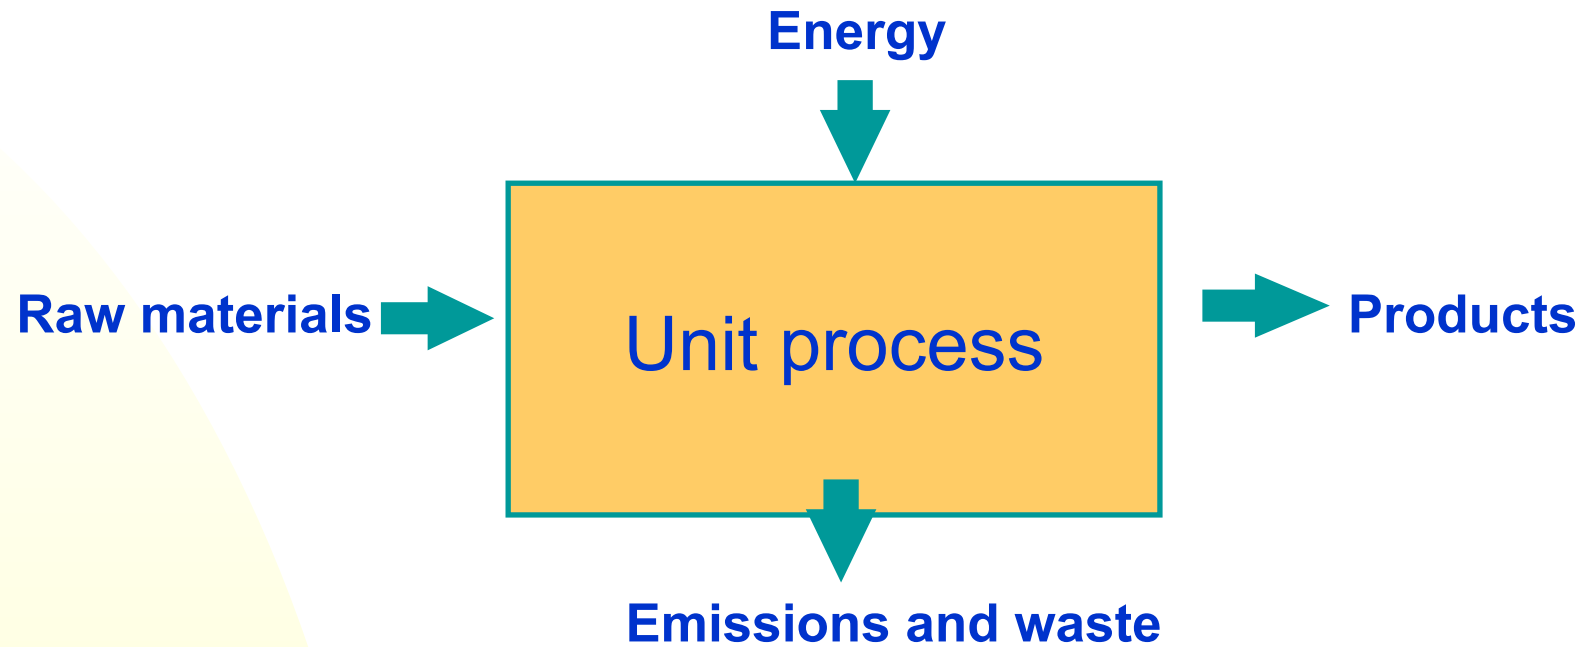 Energy
Raw materials
Unit process
Products
Emissions and waste